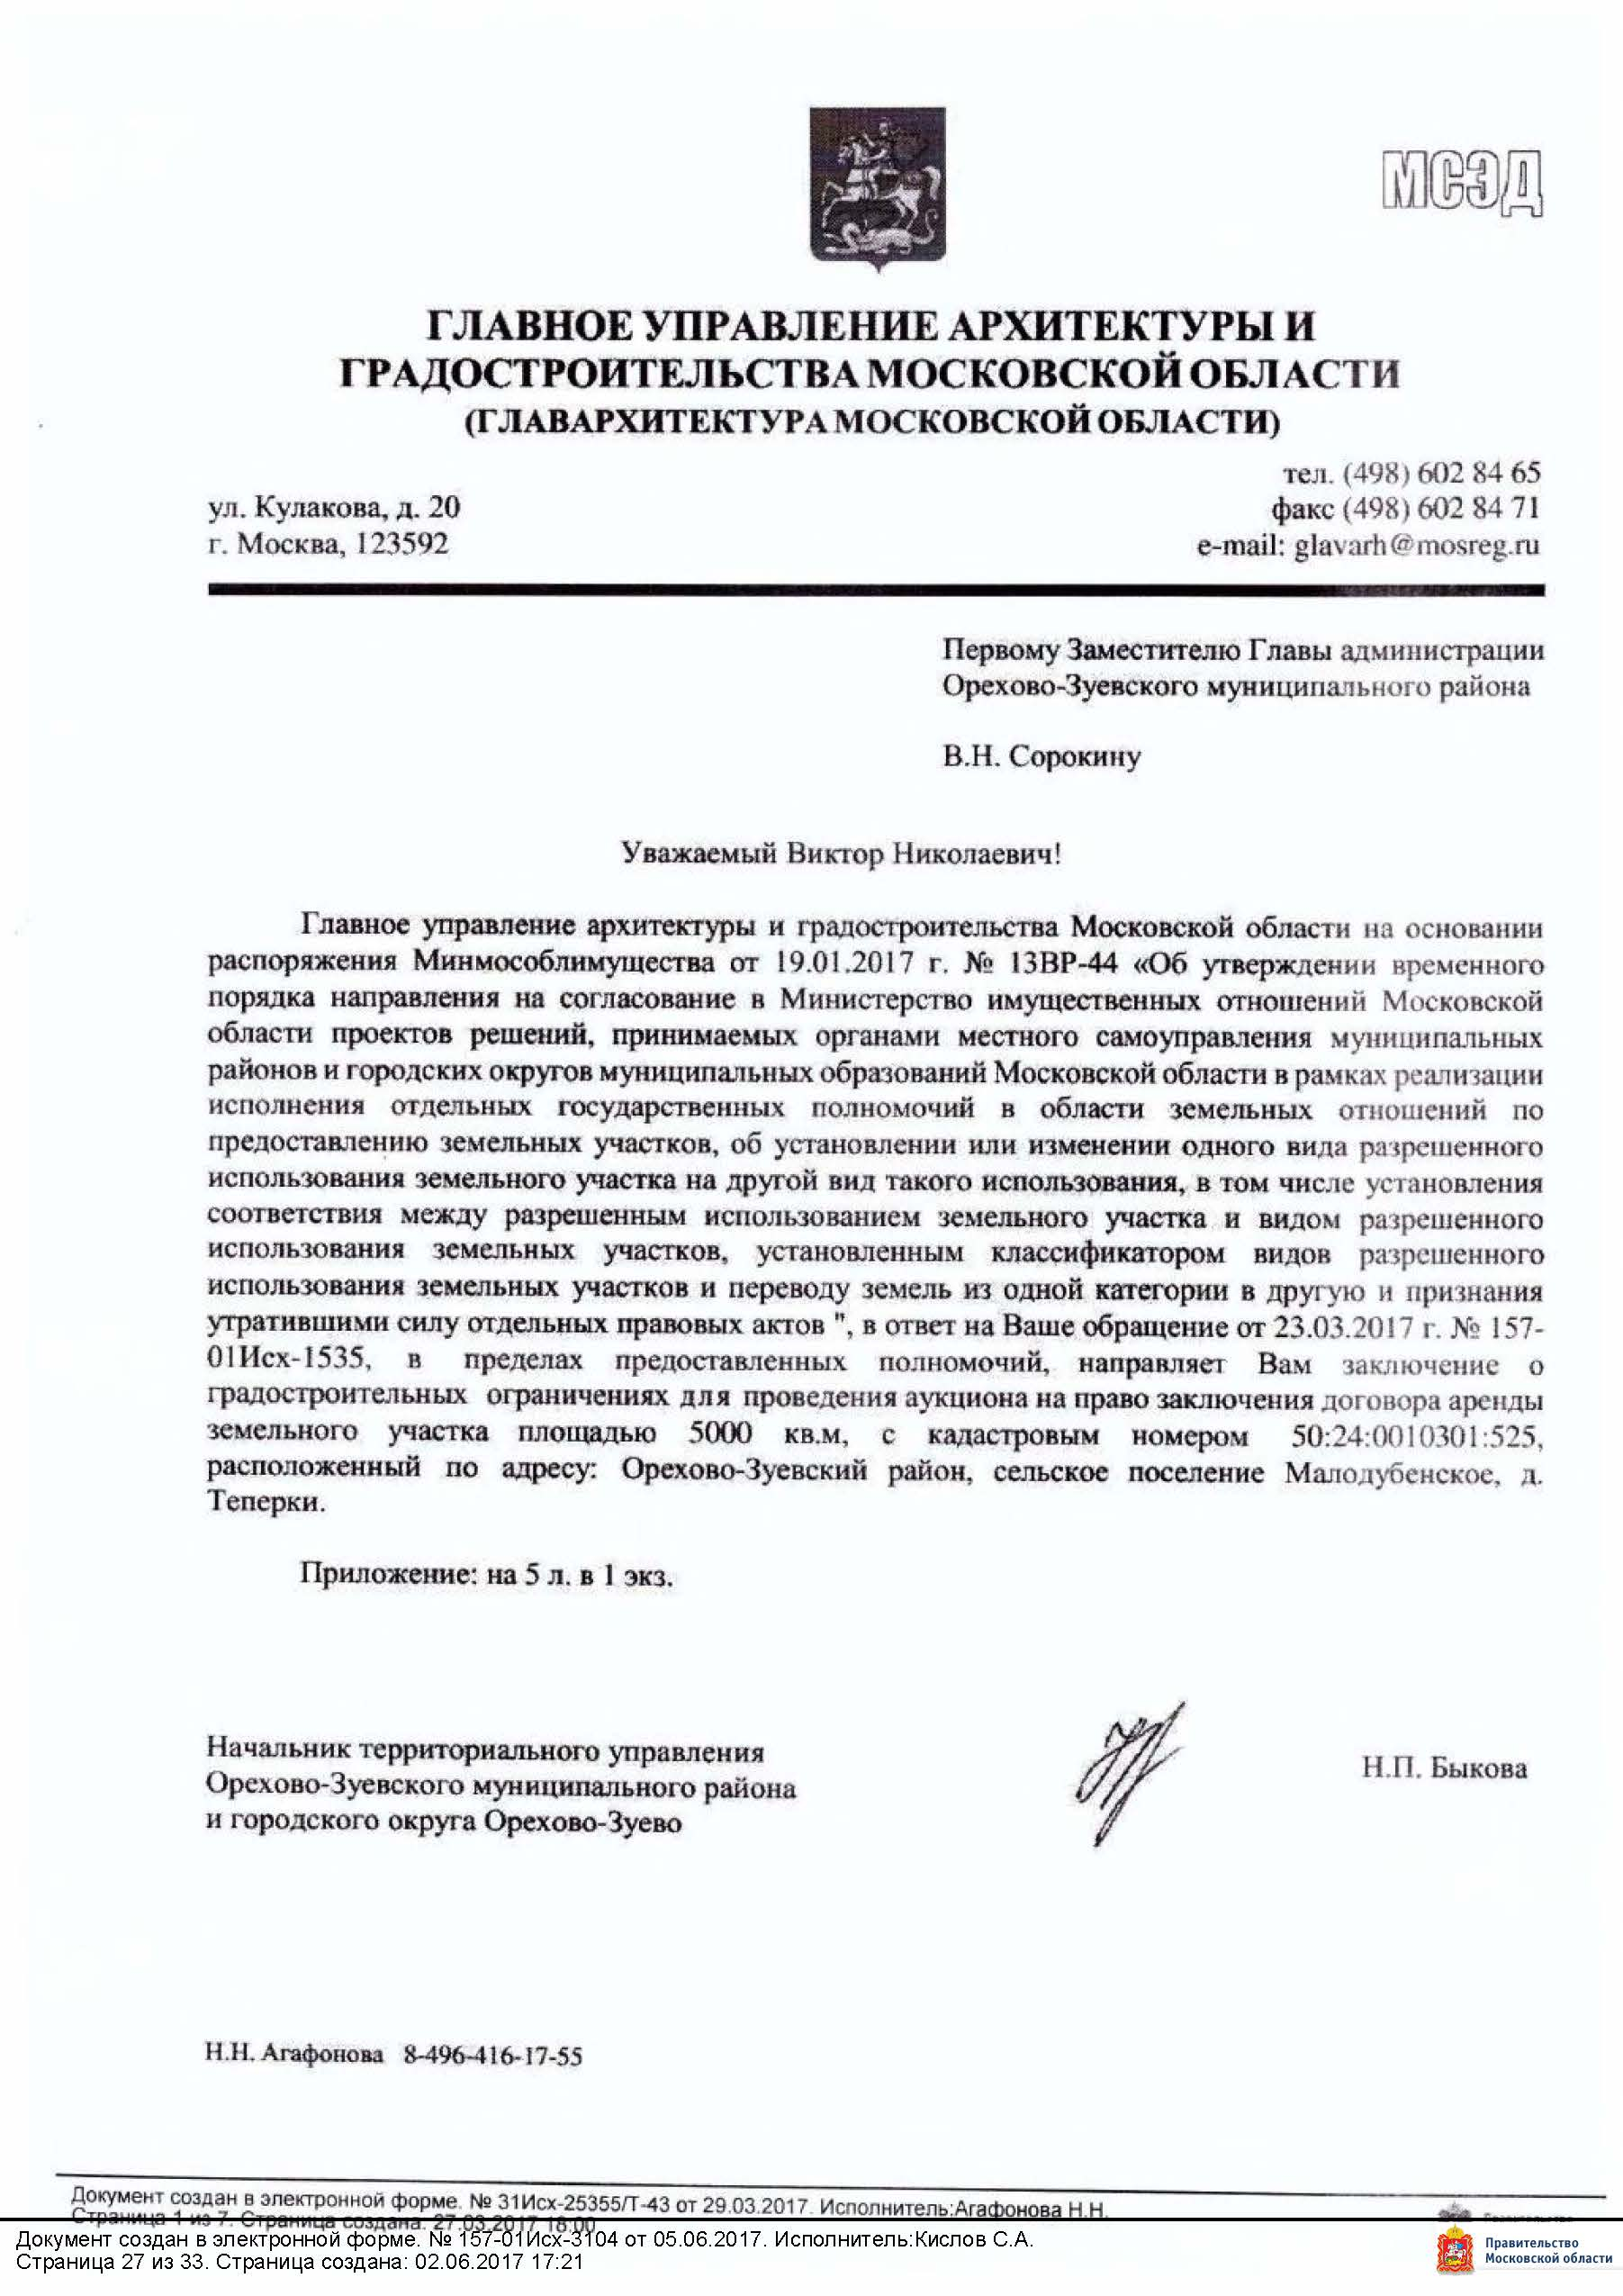 МСЭД
ГЛАВНОЕ УПРАВЛЕНИЕ АРХИТЕКТУРЫ И
ГРАДОСТРОИТЕЛЬСТВА МОСКОВСКОЙ ОБЛАСТИ
(ГЛАВАРХИТЕКТУРА МОСКОВСКОЙ ОБЛАСТИ)
тел. (498) 602 84 65
ул. Кулакова, д. 20
факс (498) 602 84 71
г. Москва, 123592
e-mail: glavarh@mosreg.ru
Первому Заместителю Главы администрации
Орехово-Зуевского муниципального района
В.Н. Сорокину
Уважаемый Виктор Николаевич!
Главное управление архитектуры и градостроительства Московской области на основании
распоряжения Минмособлимущества от 19.01.2017 г. № 13ВР-44 «Об утверждении временного
порядка направления на согласование в Министерство имущественных отношений Московской
области проектов решений, принимаемых органами местного самоуправления муниципальных
районов и городских округов муниципальных образований Московской области в рамках реализации
исполнения отдельных государственных полномочий в области земельных отношений по
предоставлению земельных участков, об установлении или изменении одного вида разрешенного
использования земельного участка на другой вид такого использования, в том числе установления
соответствия между разрешенным использованием земельного участка и видом разрешенного
использования земельных участков, установленным классификатором видов разрешенного
использования земельных участков и переводу земель из одной категории в другую и признания
утратившими силу отдельных правовых актов ", в ответ на Ваше обращение от 23.03.2017 г. № 157-
01Исх-1535, в пределах предоставленных полномочий, направляет Вам заключение о
градостроительных ограничениях для проведения аукциона на право заключения договора аренды
земельного участка площадью 5000 кв.м, с кадастровым номером 50:24:0010301:525,
расположенный по адресу: Орехово-Зуевский район, сельское поселение Малодубенское, д.
Теперки.
Приложение: на 5 л. в 1 экз.
Начальник территориального управления
Орехово-Зуевского муниципального района
и городского округа Орехово-Зуево
Н.П. Быкова
Н.Н. Агафонова 8-496-416-17-55
Документ создан в электронной форме. № 31Исх-25355/Т-43 от 29.03.2017. Исполнитель:Агафонова Н.Н.
Страница 1 из 7. Страница создана: 27.03.2017 18:00
Документ создан в электронной форме. № 157-01Исх-3104 от 05.06.2017. Исполнитель:Кислов С.А.
Страница 27 из 33. Страница создана: 02.06.2017 17:21
Правительство
Московской области